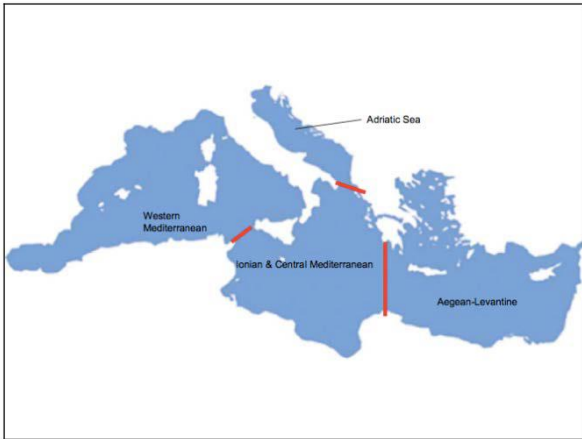 Adriatic Sea
Western
Mediterranean
Ionian & Central Mediterranean
Aegean-Levantine